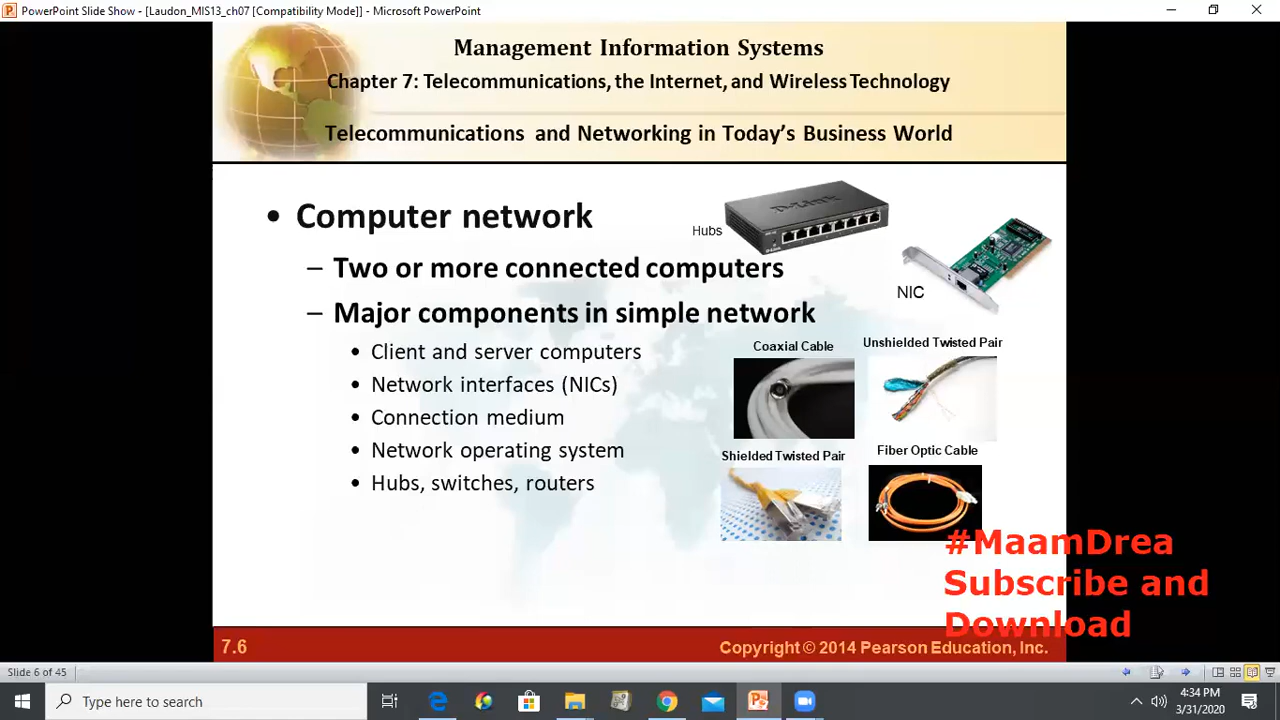 PowerPoint Slide Show - [Laudon_MIS13_ch07 [Compatibility Mode]] - Microsoft PowerPoint
Management Information Systems
Chapter 7: Telecommunications, the Internet, and Wireless Technology
Telecommunications and Networking in Today's Business World
• Computer network
Hubs
D-Link
NIC
– Two or more connected computers
– Major components in simple network
• Client and server computers
• Network interfaces (NICs)
• Connection medium
• Network operating system
• Hubs, switches, routers
Coaxial Cable
Unshielded Twisted Pair
Shielded Twisted Pair
Fiber Optic Cable
#MaamDrea
Subscribe and
Download
7.6
Copyright © 2014 Pearson Education, Inc.
Slide 6 of 45
Type here to search
4:34 PM
3/31/2020